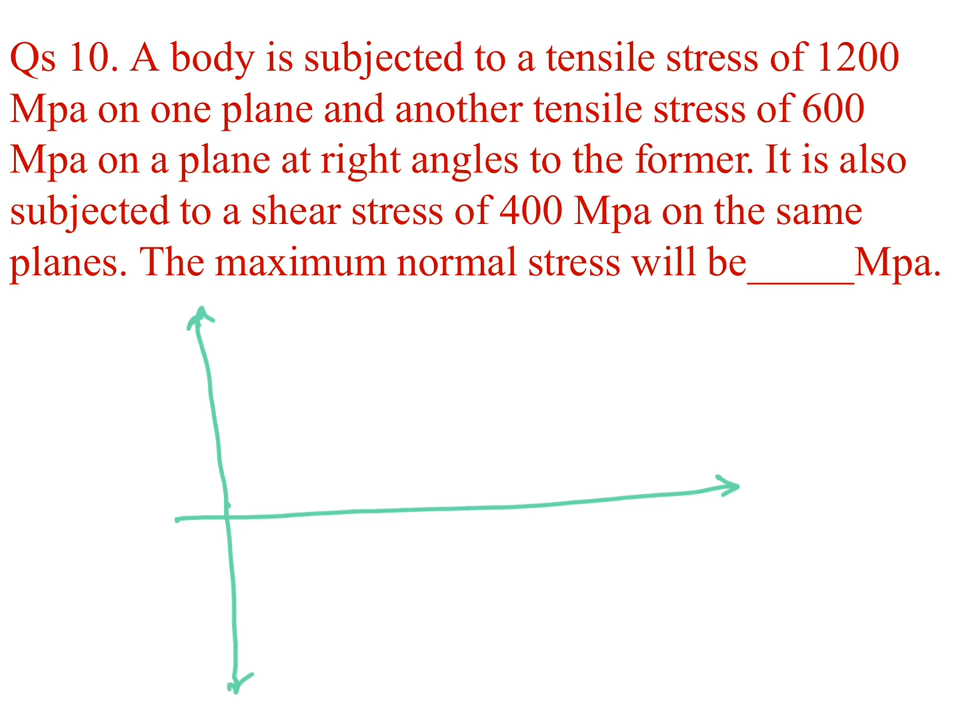 Qs 10. A body is subjected to a tensile stress of 1200
Mpa on one plane and another tensile stress of 600
Mpa on a plane at right angles to the former. It is also
subjected to a shear stress of 400 Mpa on the same
planes. The maximum normal stress will be_____Mpa.